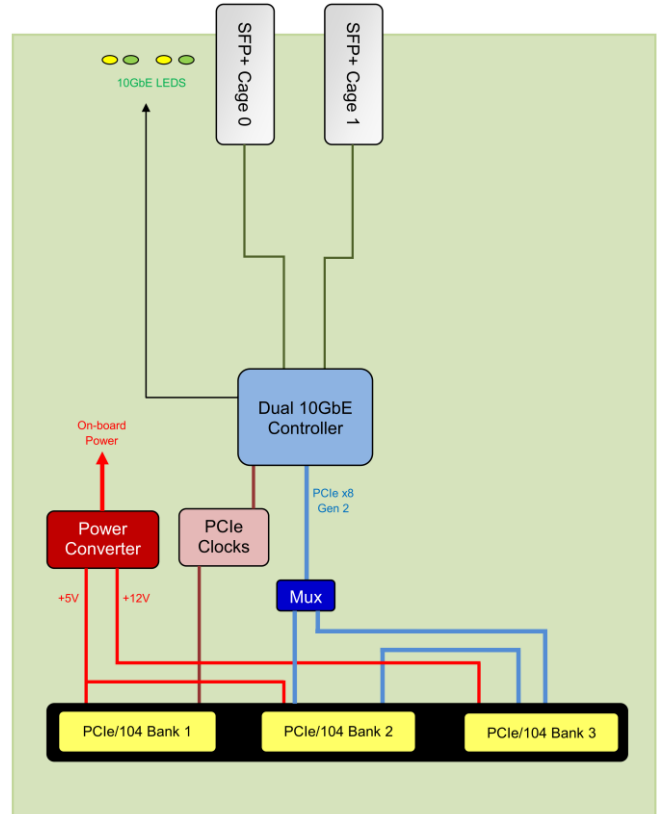 SFP+ Cage 0
SFP+ Cage 1
10GbE LEDS
Dual 10GbE
Controller
On-board
Power
PCIe x8
Gen 2
Power
Converter
PCIe
Clocks
Mux
+5V
+12V
PCIe/104 Bank 1
PCIe/104 Bank 2
PCIe/104 Bank 3